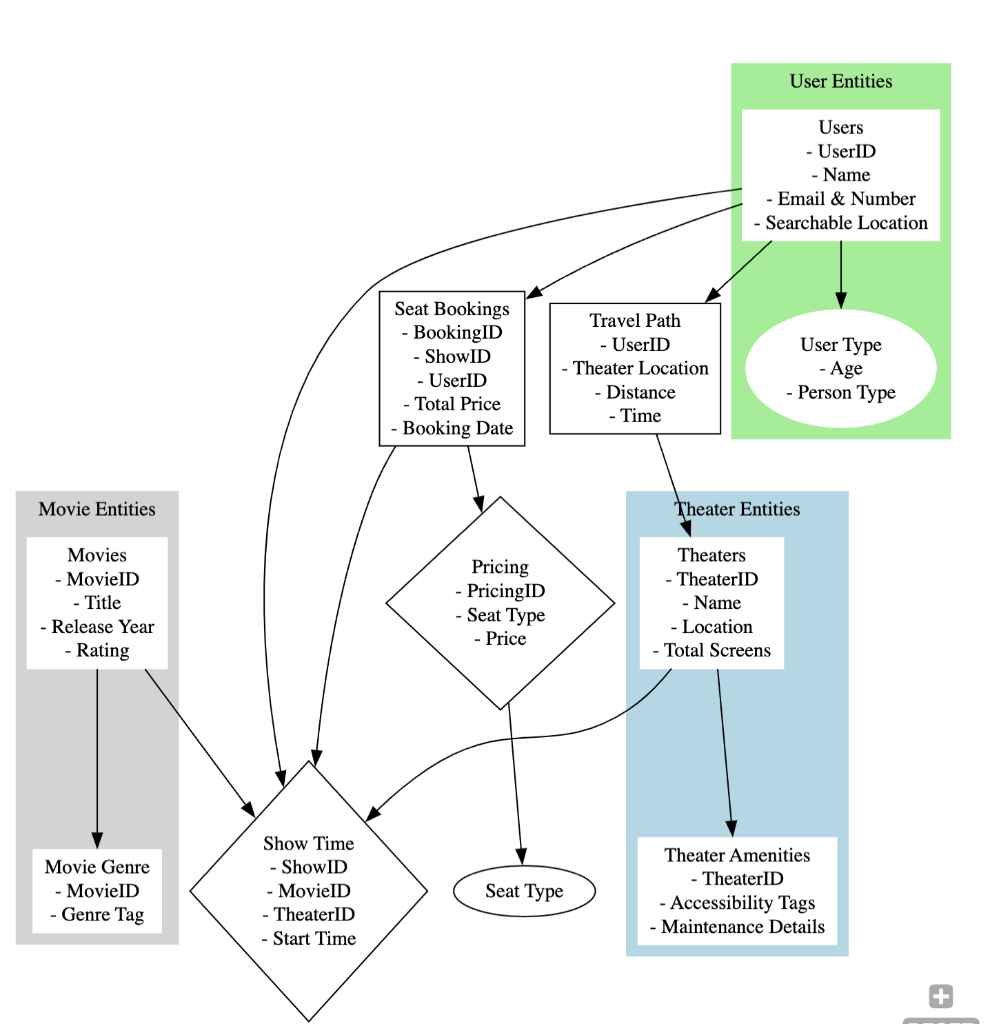 User Entities
Users
- UserID
- Name
- Email & Number
- Searchable Location
Seat Bookings
- BookingID
- ShowID
- UserID
- Total Price
- Booking Date
Travel Path
- UserID
- Theater Location
- Distance
- Time
User Type
- Age
- Person Type
Movie Entities
Movies
- MovieID
- Title
- Release Year
- Rating
Pricing
- PricingID
- Seat Type
- Price
Theater Entities
Theaters
- TheaterID
- Name
- Location
- Total Screens
Movie Genre
- MovieID
- Genre Tag
Show Time
- ShowID
- MovieID
- TheaterID
- Start Time
Seat Type
Theater Amenities
- TheaterID
- Accessibility Tags
- Maintenance Details